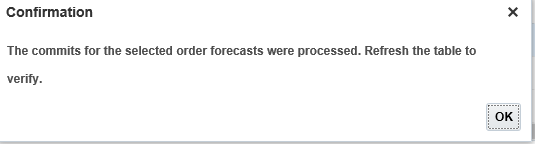 Confirmation
The commits for the selected order forecasts were processed. Refresh the table to
verify.
OK